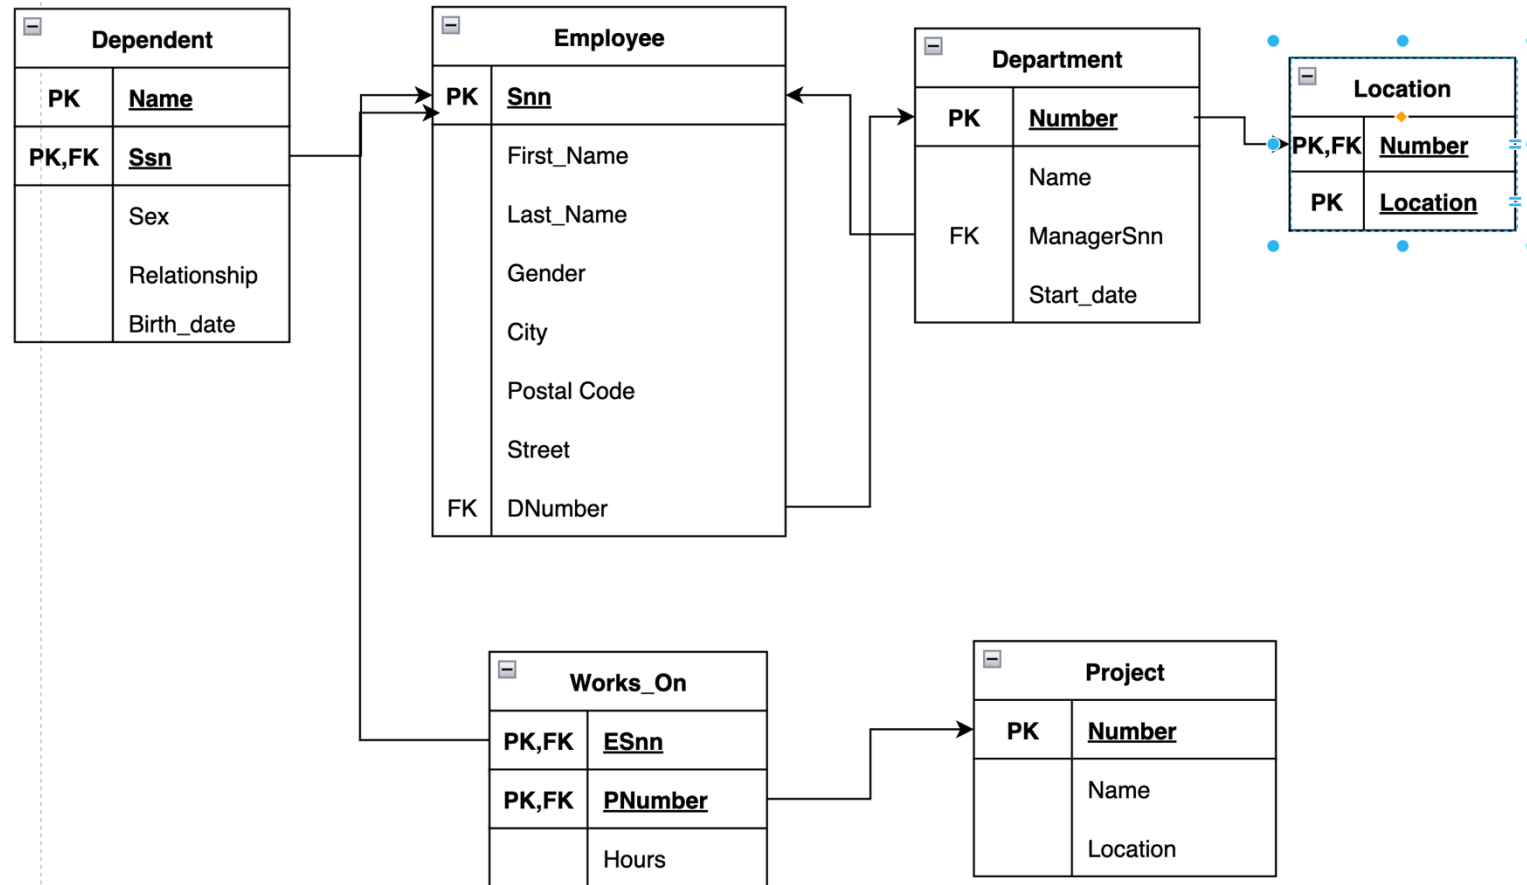 Dependent
PK Name
PK,FK Ssn
Sex
Relationship
Birth_date
Employee
PK Snn
First_Name
Last_Name
Gender
City
Postal Code
Street
FK DNumber
Department
PK Number
Name
FK ManagerSnn
Start_date
Location
PK,FK Number
PK Location
Works_On
PK,FK ESnn
PK,FK PNumber
Hours
Project
PK Number
Name
Location